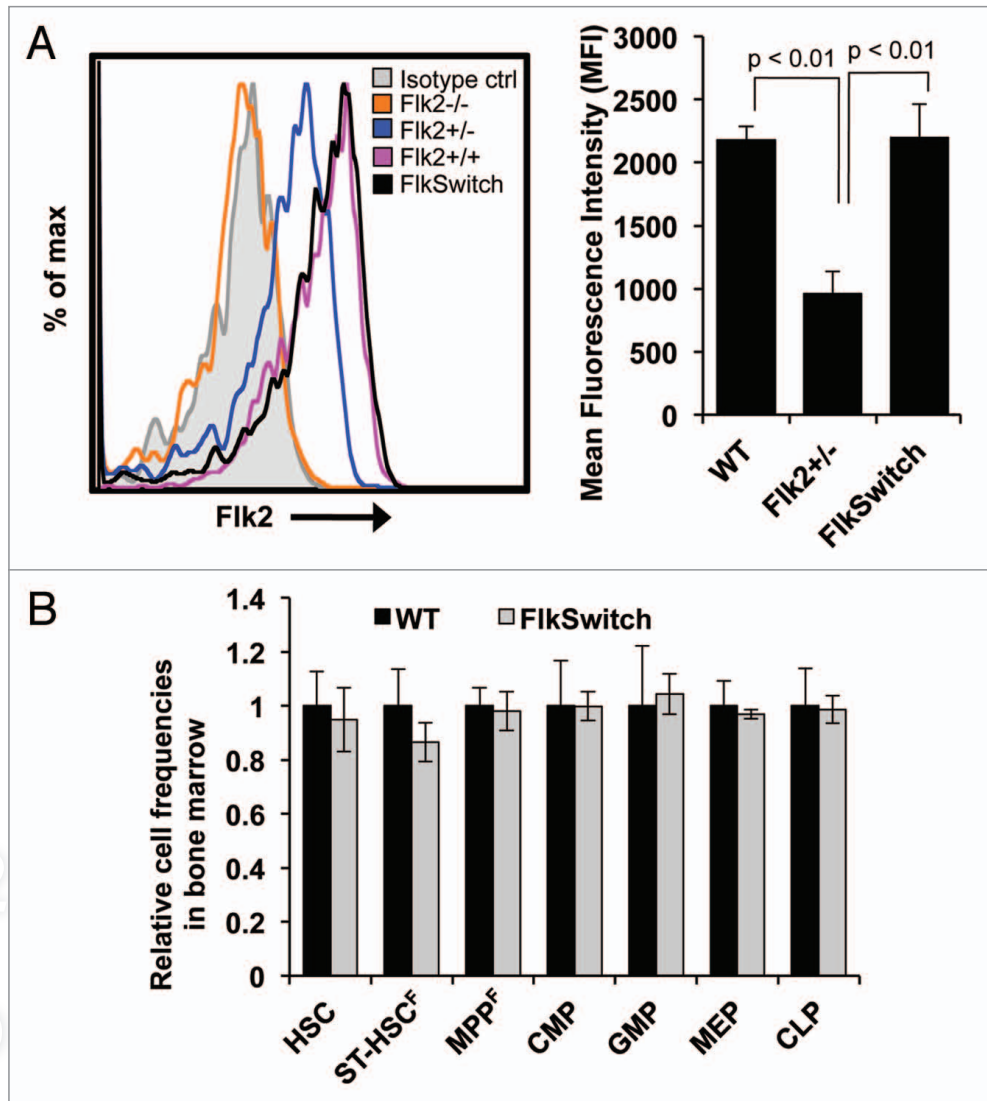 A
Isotype ctrl
Flk2-/-
Flk2+/-
Flk2+/+
FlkSwitch
% of max
Flk2
Mean Fluorescence Intensity (MFI)
3000
2500
2000
1500
1000
500
0
p < 0.01
p < 0.01
WT
Flk2+/-
FlkSwitch
B
WT
FlkSwitch
Relative cell frequencies
in bone marrow
1.4
1.2
1
0.8
0.6
0.4
0.2
0
HSC
ST-HSCᶠ
MPPᶠ
CMP
GMP
MEP
CLP